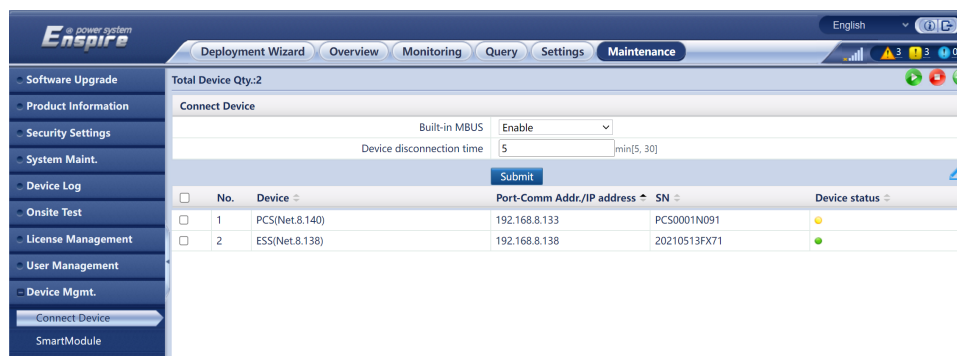 @ power system
Enspire
English
Deployment Wizard Overview Monitoring Query Settings Maintenance
3 3 0
Software Upgrade
Product Information
Security Settings
System Maint.
Device Log
Onsite Test
License Management
User Management
Device Mgmt.
Connect Device
SmartModule
Total Device Qty.:2
Connect Device
Built-in MBUS Enable
Device disconnection time 5 min[5, 30]
Submit
No. Device Port-Comm Addr./IP address SN Device status
1 PCS(Net.8.140) 192.168.8.133 PCS0001N091
2 ESS(Net.8.138) 192.168.8.138 20210513FX71